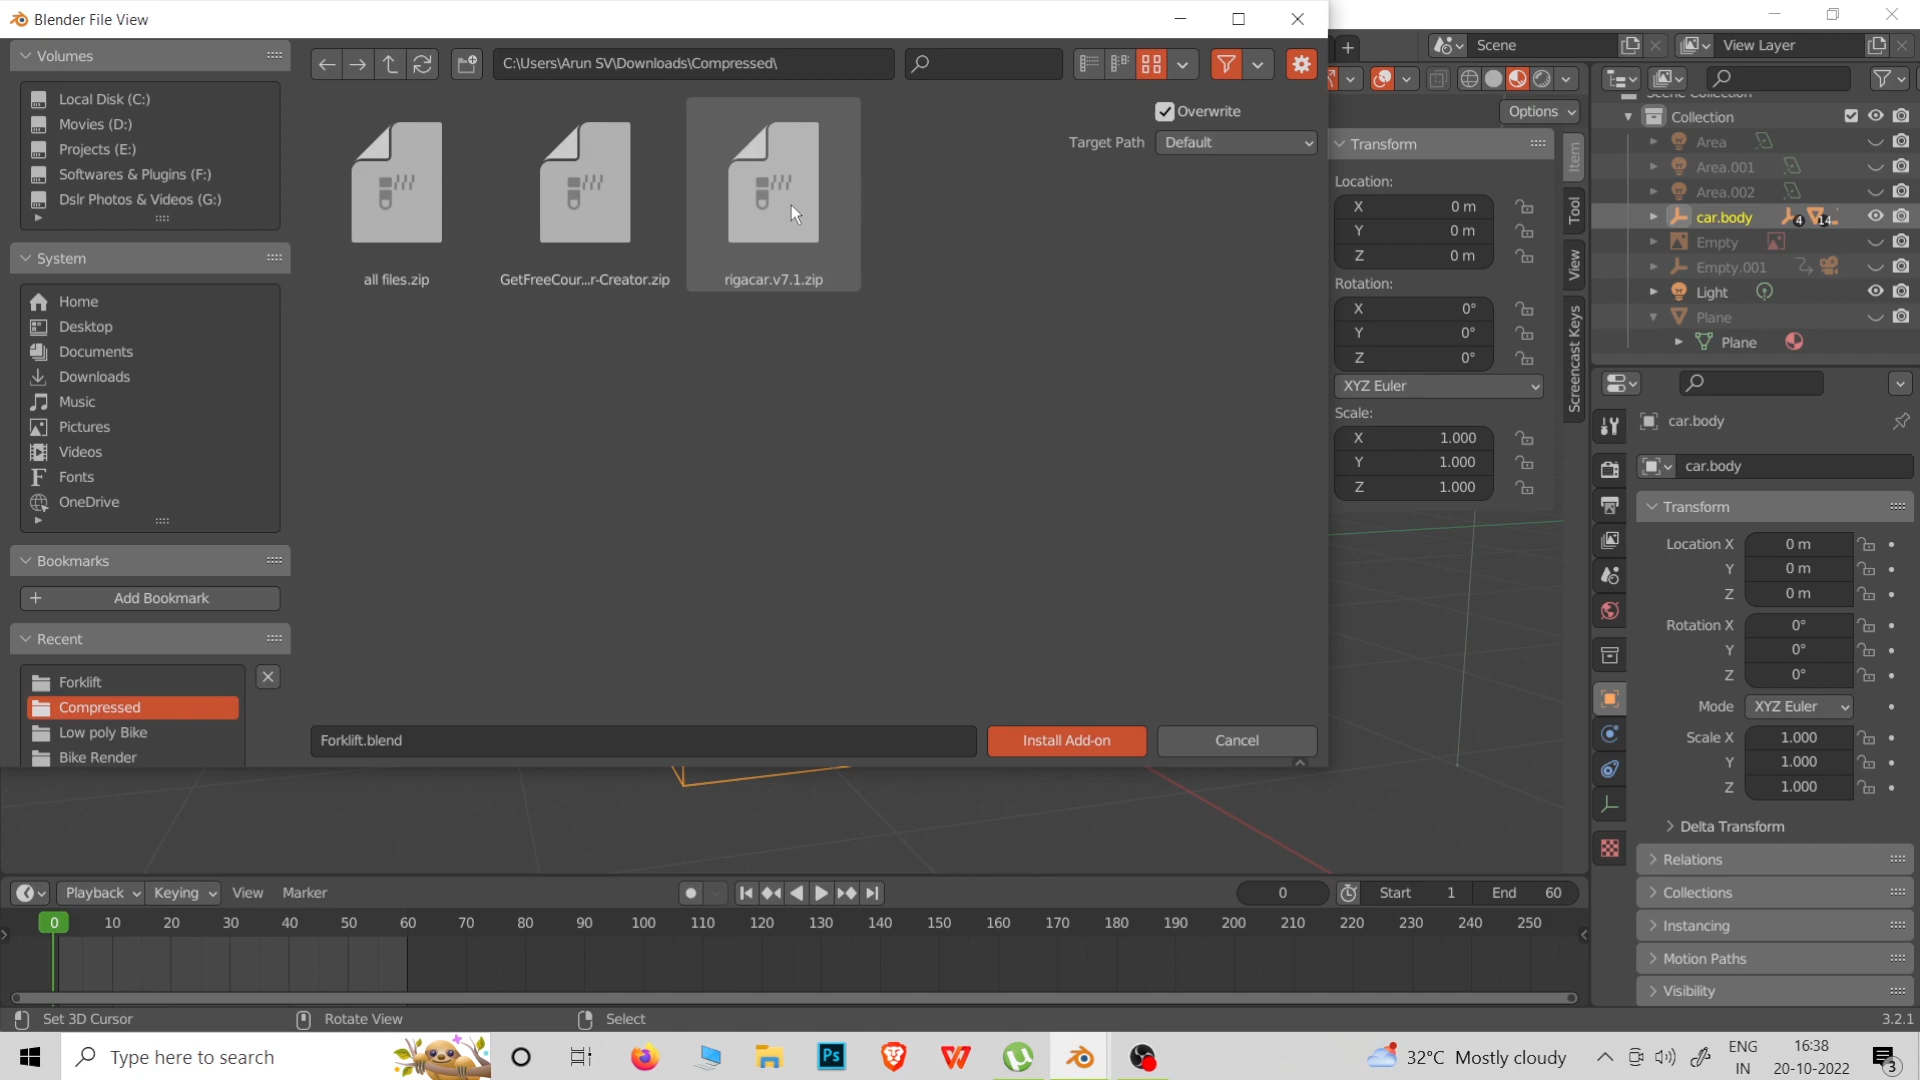 Blender File View
Volumes
Local Disk (C:)
Movies (D:)
Projects (E:)
Softwares & Plugins (F:)
Dslr Photos & Videos (G:)
System
Home
Desktop
Documents
Downloads
Music
Pictures
Videos
Fonts
OneDrive
Bookmarks
Add Bookmark
Recent
Forklift
Compressed
Low poly Bike
Bike Render
C:\Users\Arun SV\Downloads\Compressed\
all files.zip
GetFreeCour...r-Creator.zip
rigacar.v7.1.zip
Overwrite
Target Path Default
Forklift.blend
Install Add-on
Cancel
Scene
View Layer
Options
Transform
Location:
X 0 m
Y 0 m
Z 0 m
Rotation:
X 0°
Y 0°
Z 0°
XYZ Euler
Scale:
X 1.000
Y 1.000
Z 1.000
Item
Tool
View
Screencast Keys
Scene Collection
Collection
Area
Area.001
Area.002
car.body 4 14
Empty
Empty.001
Light
Plane
Plane
car.body
car.body
Transform
Location X 0 m
Y 0 m
Z 0 m
Rotation X 0°
Y 0°
Z 0°
Mode XYZ Euler
Scale X 1.000
Y 1.000
Z 1.000
Delta Transform
Relations
Collections
Instancing
Motion Paths
Visibility
Playback Keying View Marker
0 Start 1 End 60
0 10 20 30 40 50 60 70 80 90 100 110 120 130 140 150 160 170 180 190 200 210 220 230 240 250
Set 3D Cursor Rotate View Select 3.2.1
Type here to search
Ps
32°C Mostly cloudy
ENG
IN
16:38
20-10-2022
3